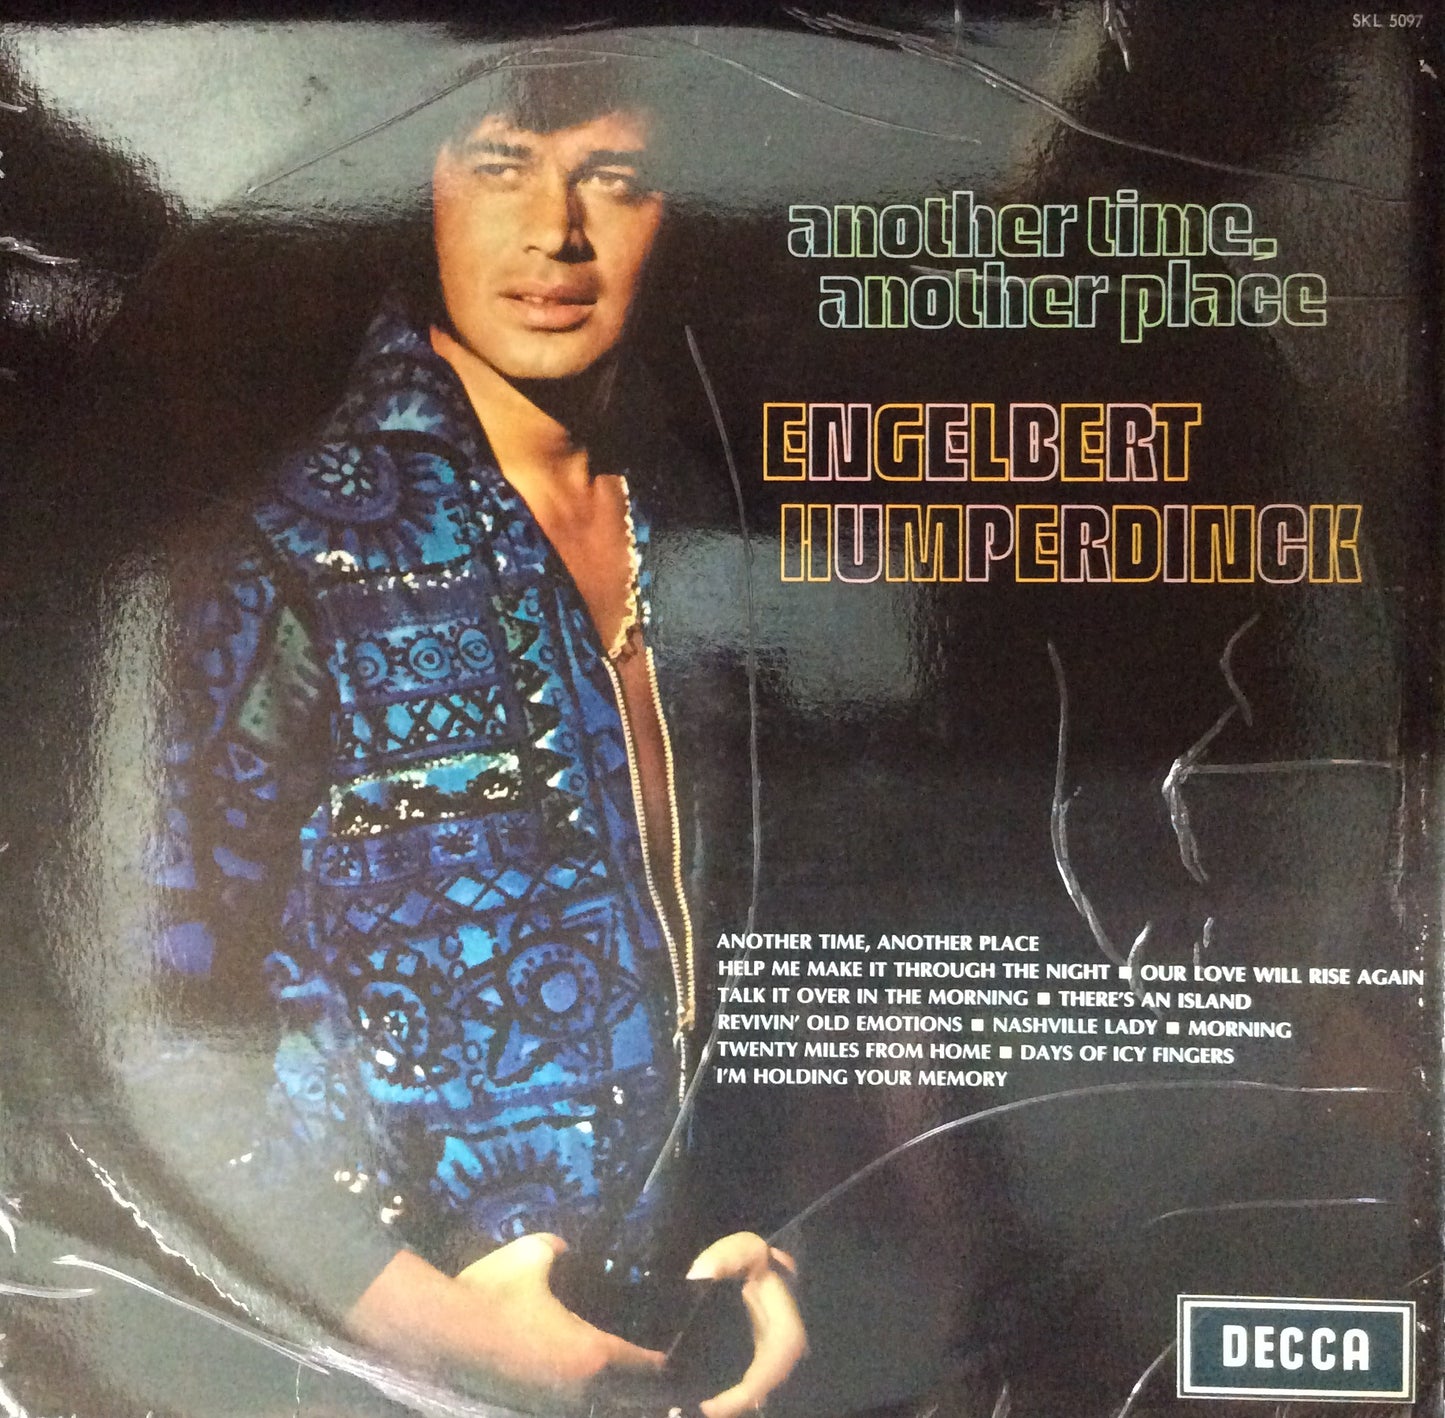 SKL 5097
another time,
another place
ENGELBERT
HUMPERDINCK
ANOTHER TIME, ANOTHER PLACE
HELP ME MAKE IT THROUGH THE NIGHT ■ OUR LOVE WILL RISE AGAIN
TALK IT OVER IN THE MORNING ■ THERE'S AN ISLAND
REVIVIN' OLD EMOTIONS ■ NASHVILLE LADY ■ MORNING
TWENTY MILES FROM HOME ■ DAYS OF ICY FINGERS
I'M HOLDING YOUR MEMORY
DECCA